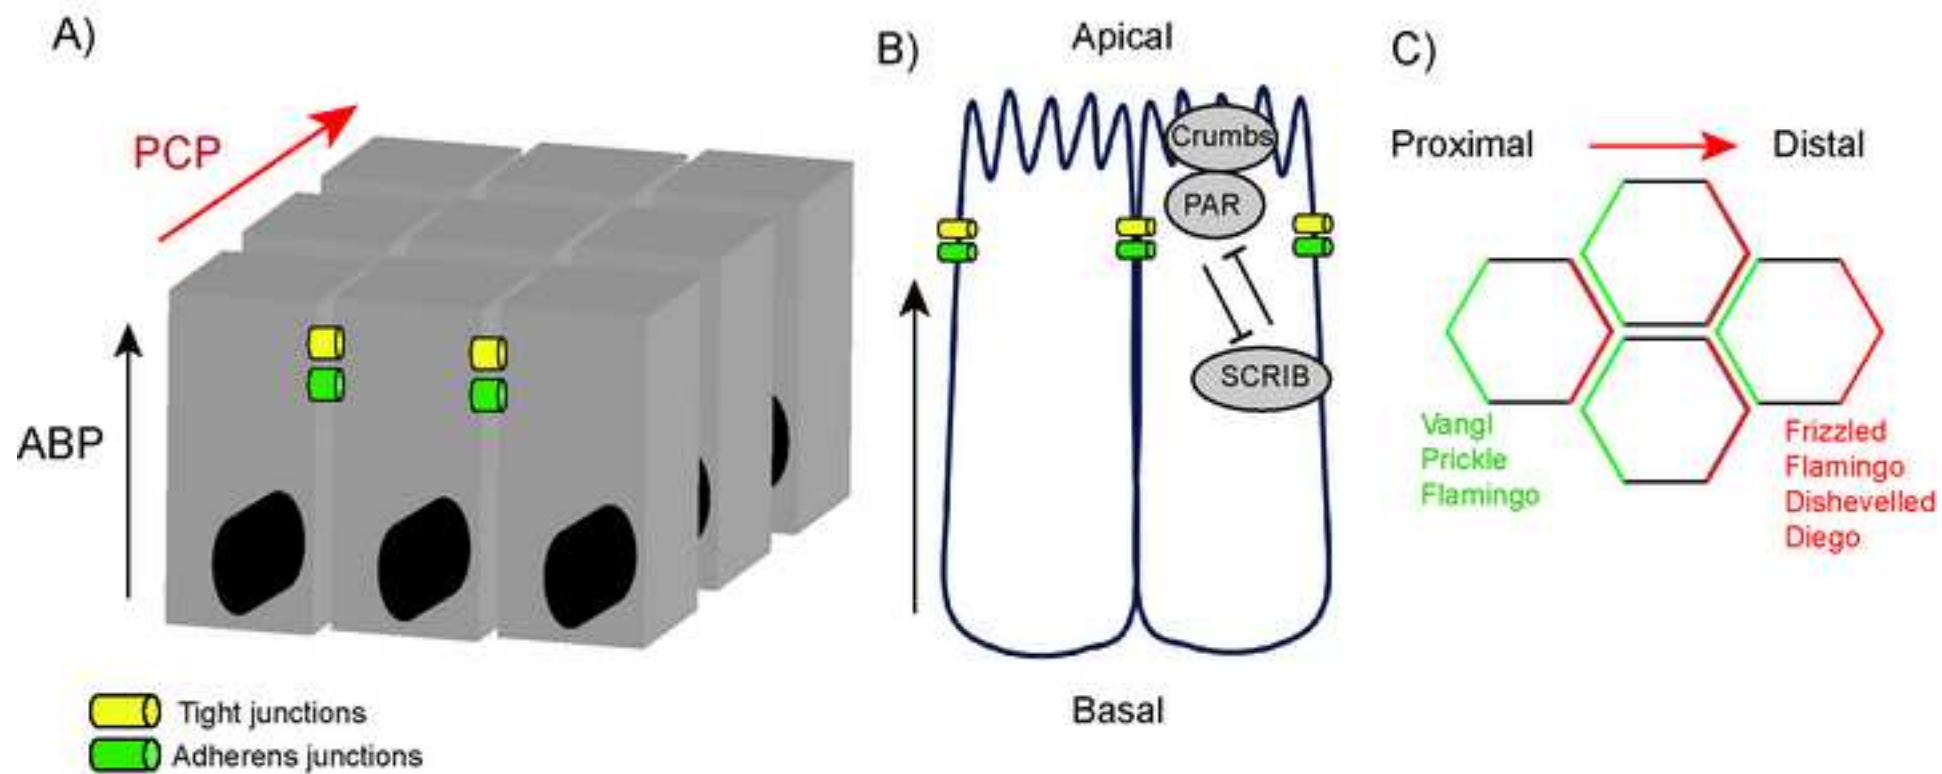 A)
PCP
ABP
Tight junctions
Adherens junctions
B)
Apical
Crumbs
PAR
SCRIB
Basal
C)
Proximal
Distal
Vangl
Prickle
Flamingo
Frizzled
Flamingo
Dishevelled
Diego